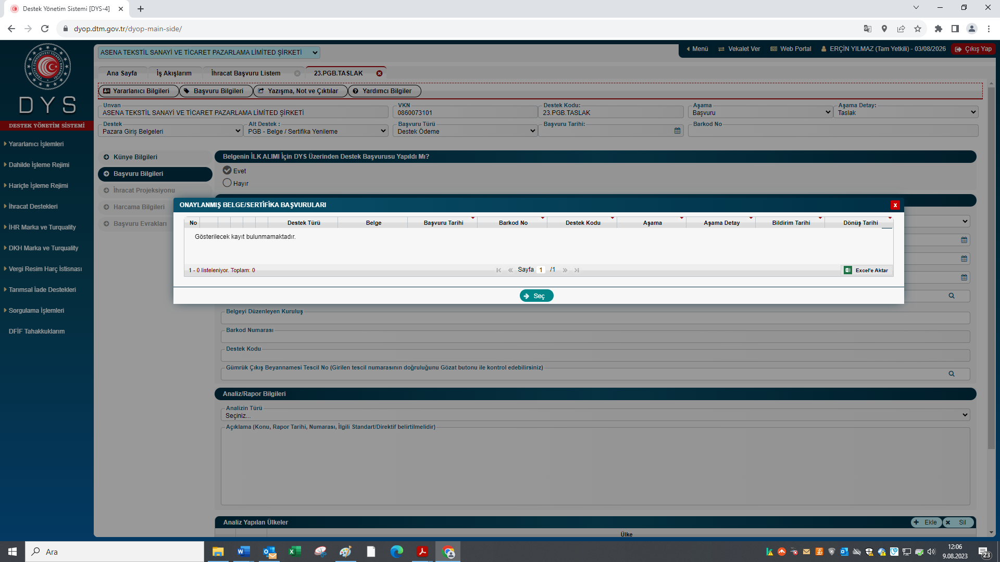 Destek Yönetim Sistemi [DYS-4]
dyop.dtm.gov.tr/dyop-main-side/
ASENA TEKSTİL SANAYİ VE TİCARET PAZARLAMA LİMİTED ŞİRKETİ
Menü Vekalet Ver Web Portal ERÇİN YILMAZ (Tam Yetkili) - 03/08/2026 Çıkış Yap
Ana Sayfa İş Akışlarım İhracat Başvuru Listem 23.PGB.TASLAK
Yararlanıcı Bilgileri Başvuru Bilgileri Yazışma, Not ve Çıktılar Yardımcı Bilgiler
DYS
DESTEK YÖNETİM SİSTEMİ
Yararlanıcı İşlemleri
Dahilde İşleme Rejimi
Hariçte İşleme Rejimi
İhracat Destekleri
İHR Marka ve Turquality
DKH Marka ve Turquality
Vergi Resim Harç İstisnası
Tarımsal İade Destekleri
Sorgulama İşlemleri
DFİF Tahakkuklarım
Unvan VKN Destek Kodu: Aşama Aşama Detay:
ASENA TEKSTİL SANAYİ VE TİCARET PAZARLAMA LİMİTED ŞİRKETİ 0860073101 23.PGB.TASLAK Başvuru Taslak
Destek Alt Destek : Başvuru Türü Başvuru Tarihi: Barkod No
Pazara Giriş Belgeleri PGB - Belge / Sertifika Yenileme Destek Ödeme
Künye Bilgileri
Başvuru Bilgileri
İhracat Projeksiyonu
Harcama Bilgileri
Başvuru Evrakları
Belgenin İLK ALIMI İçin DYS Üzerinden Destek Başvurusu Yapıldı Mı?
Evet
Hayır
ONAYLANMIŞ BELGE/SERTİFİKA BAŞVURULARI x
No Destek Türü Belge Başvuru Tarihi Barkod No Destek Kodu Aşama Aşama Detay Bildirim Tarihi Dönüş Tarihi
Gösterilecek kayıt bulunmamaktadır.
1 - 0 listeleniyor. Toplam: 0 Sayfa 1 /1 Excel'e Aktar
Seç
Belgeyi Düzenleyen Kuruluş
Barkod Numarası
Destek Kodu
Gümrük Çıkış Beyannamesi Tescil No (Girilen tescil numarasının doğruluğunu Gözat butonu ile kontrol edebilirsiniz)
Analiz/Rapor Bilgileri
Analizin Türü
Seçiniz...
Açıklama (Konu, Rapor Tarihi, Numarası, İlgili Standart/Direktif belirtilmelidir)
Analiz Yapılan Ülkeler Ekle Sil
Ülke
Ara
12:06
9.08.2023
23